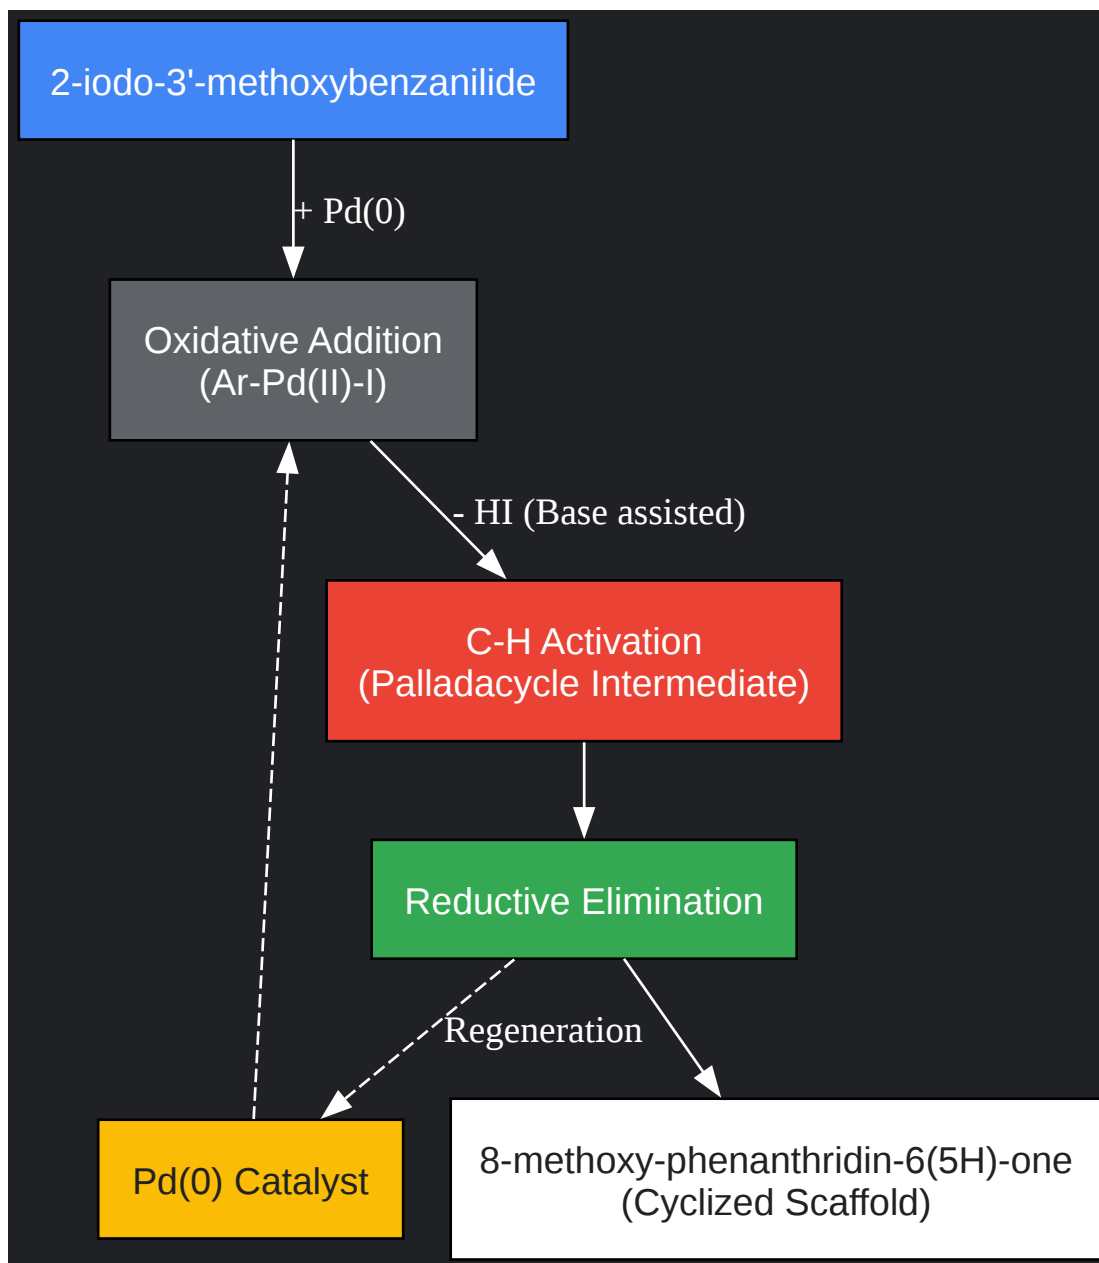 2-iodo-3'-methoxybenzanilide
+ Pd(0)
Oxidative Addition
(Ar-Pd(II)-I)
- HI (Base assisted)
C-H Activation
(Palladacycle Intermediate)
Reductive Elimination
Regeneration
Pd(0) Catalyst
8-methoxy-phenanthridin-6(5H)-one
(Cyclized Scaffold)